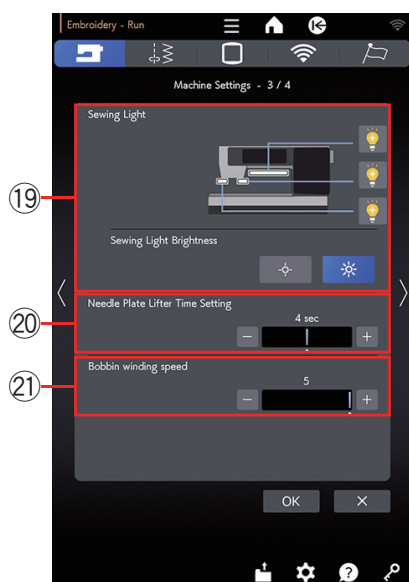 Embroidery - Run
Machine Settings - 3 / 4
Sewing Light
⑲
Sewing Light Brightness
Needle Plate Lifter Time Setting
⑳
4 sec
− +
Bobbin winding speed
㉑
5
− +
OK ×
?